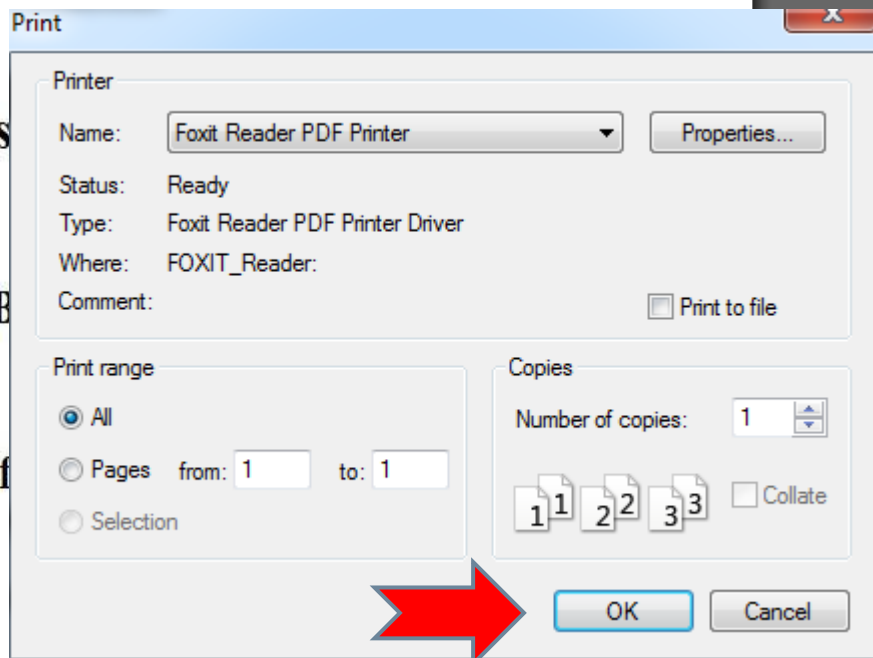 Print
Printer
Name: Foxit Reader PDF Printer Properties...
Status: Ready
Type: Foxit Reader PDF Printer Driver
Where: FOXIT_Reader:
Comment: Print to file
Print range
All
Pages from: 1 to: 1
Selection
Copies
Number of copies: 1
1 1 2 2 3 3 Collate
OK Cancel